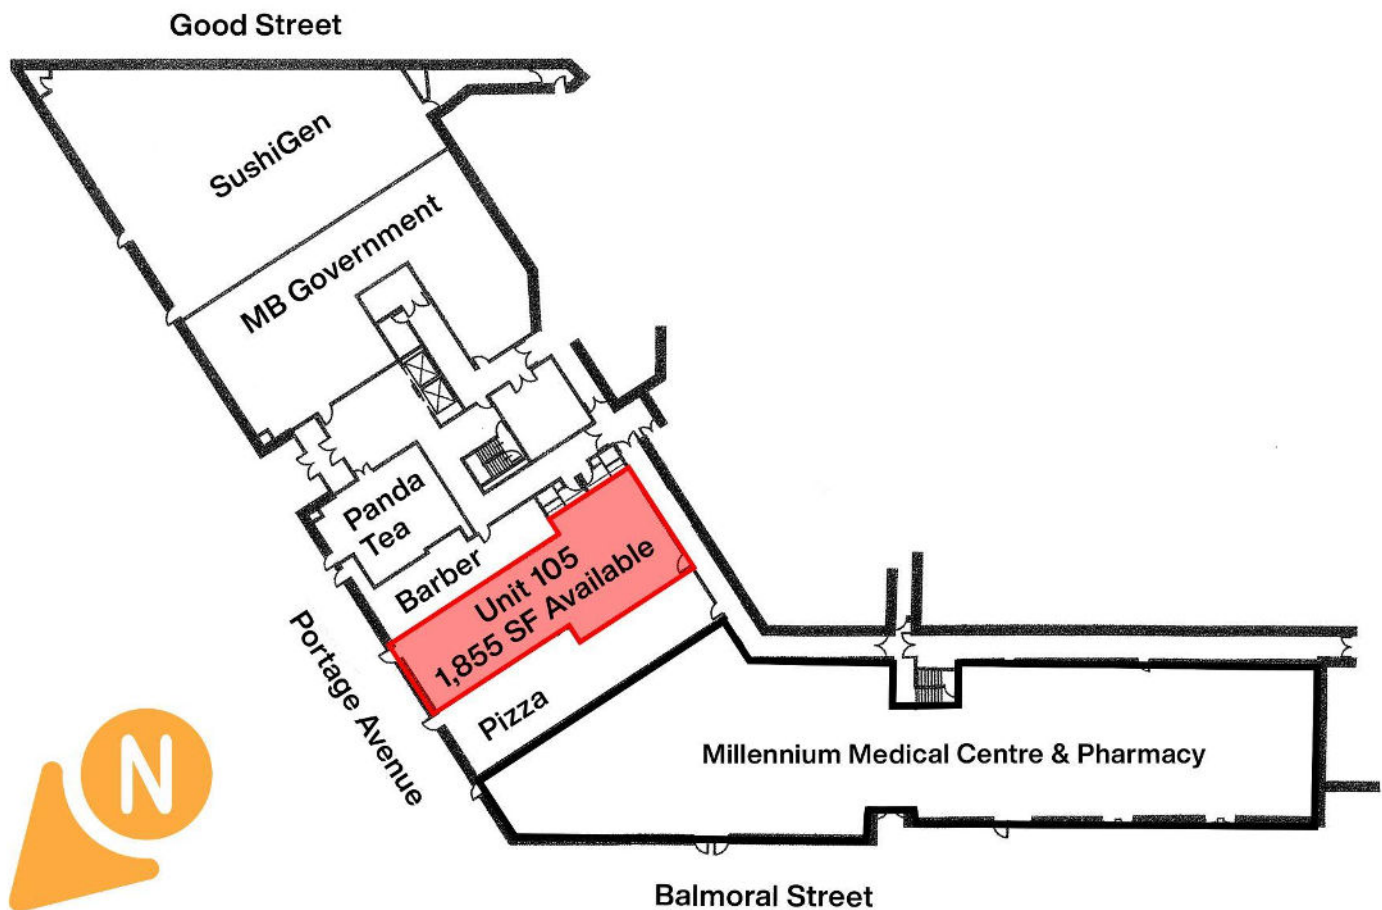 Good Street
SushiGen
MB Government
Panda
Tea
Barber
Unit 105
1,855 SF Available
Portage Avenue
Pizza
Millennium Medical Centre & Pharmacy
N
Balmoral Street